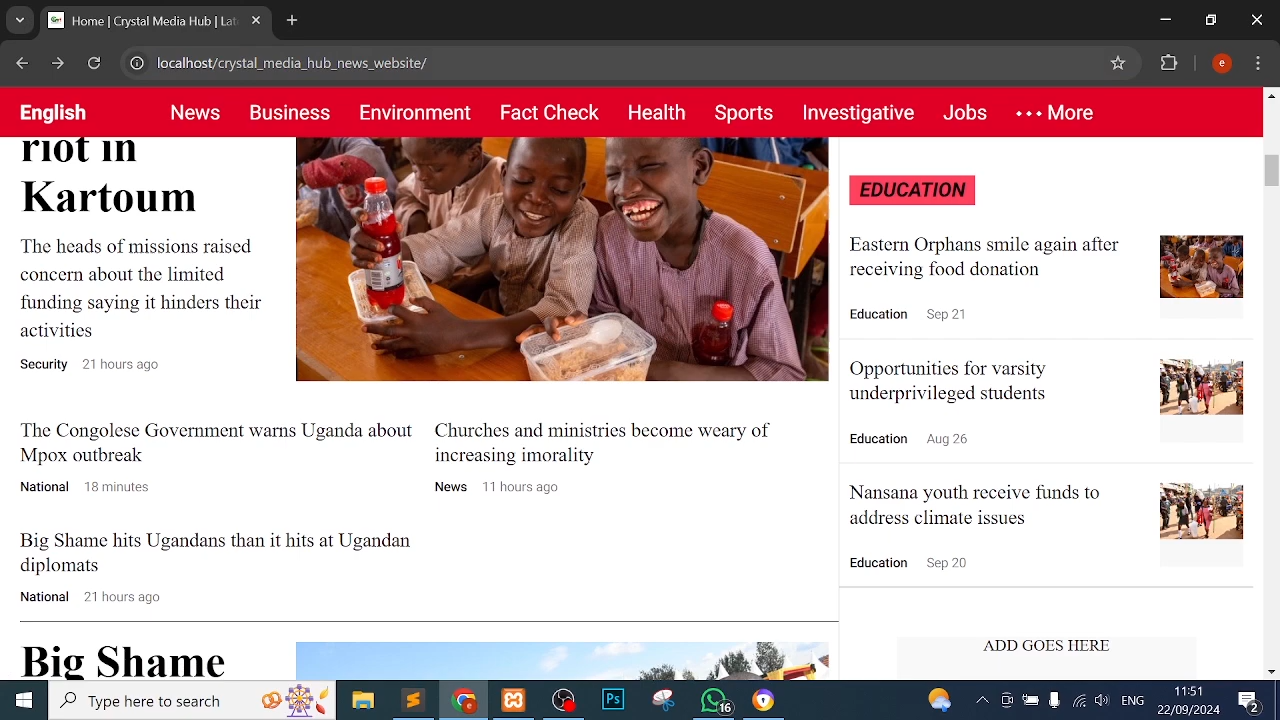 Home | Crystal Media Hub | Lat
localhost/crystal_media_hub_news_website/
e
English
News
Business
Environment
Fact Check
Health
Sports
Investigative
Jobs
••• More
riot in
Kartoum
The heads of missions raised
concern about the limited
funding saying it hinders their
activities
Security 21 hours ago
The Congolese Government warns Uganda about
Mpox outbreak
National 18 minutes
Churches and ministries become weary of
increasing imorality
News 11 hours ago
Big Shame hits Ugandans than it hits at Ugandan
diplomats
National 21 hours ago
Big Shame
EDUCATION
Eastern Orphans smile again after
receiving food donation
Education Sep 21
Opportunities for varsity
underprivileged students
Education Aug 26
Nansana youth receive funds to
address climate issues
Education Sep 20
ADD GOES HERE
Type here to search
Ps
16
ENG
11:51
22/09/2024
2